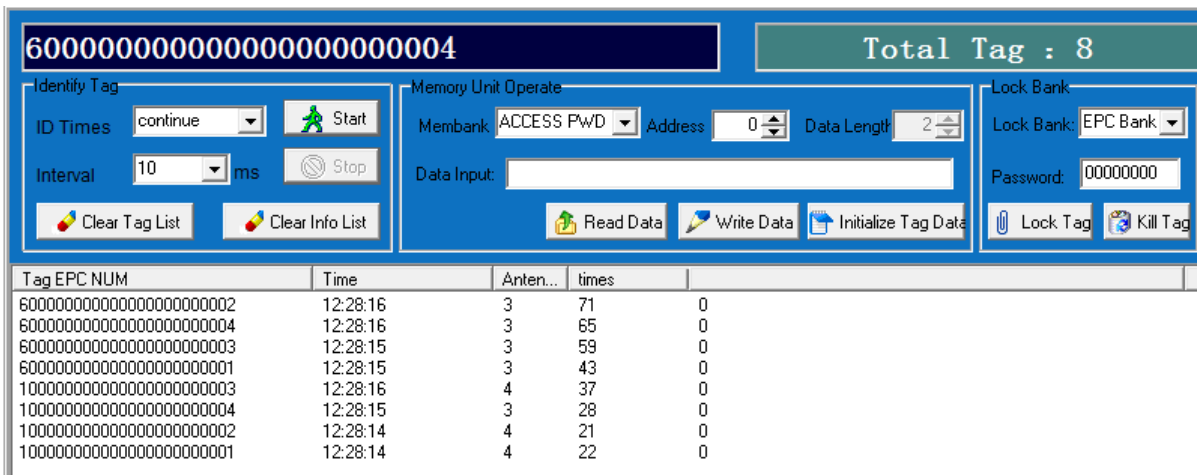 600000000000000000000004
Total Tag : 8
Identify Tag
Memory Unit Operate
Lock Bank
ID Times continue Start
Membank ACCESS PWD Address 0 Data Length 2
Lock Bank: EPC Bank
Interval 10 ms Stop
Data Input:
Password: 00000000
Clear Tag List Clear Info List
Read Data Write Data Initialize Tag Data
Lock Tag Kill Tag
Tag EPC NUM Time Anten... times
600000000000000000000002 12:28:16 3 71 0
600000000000000000000004 12:28:16 3 65 0
600000000000000000000003 12:28:15 3 59 0
600000000000000000000001 12:28:15 3 43 0
100000000000000000000003 12:28:16 4 37 0
100000000000000000000004 12:28:15 3 28 0
100000000000000000000002 12:28:14 4 21 0
100000000000000000000001 12:28:14 4 22 0